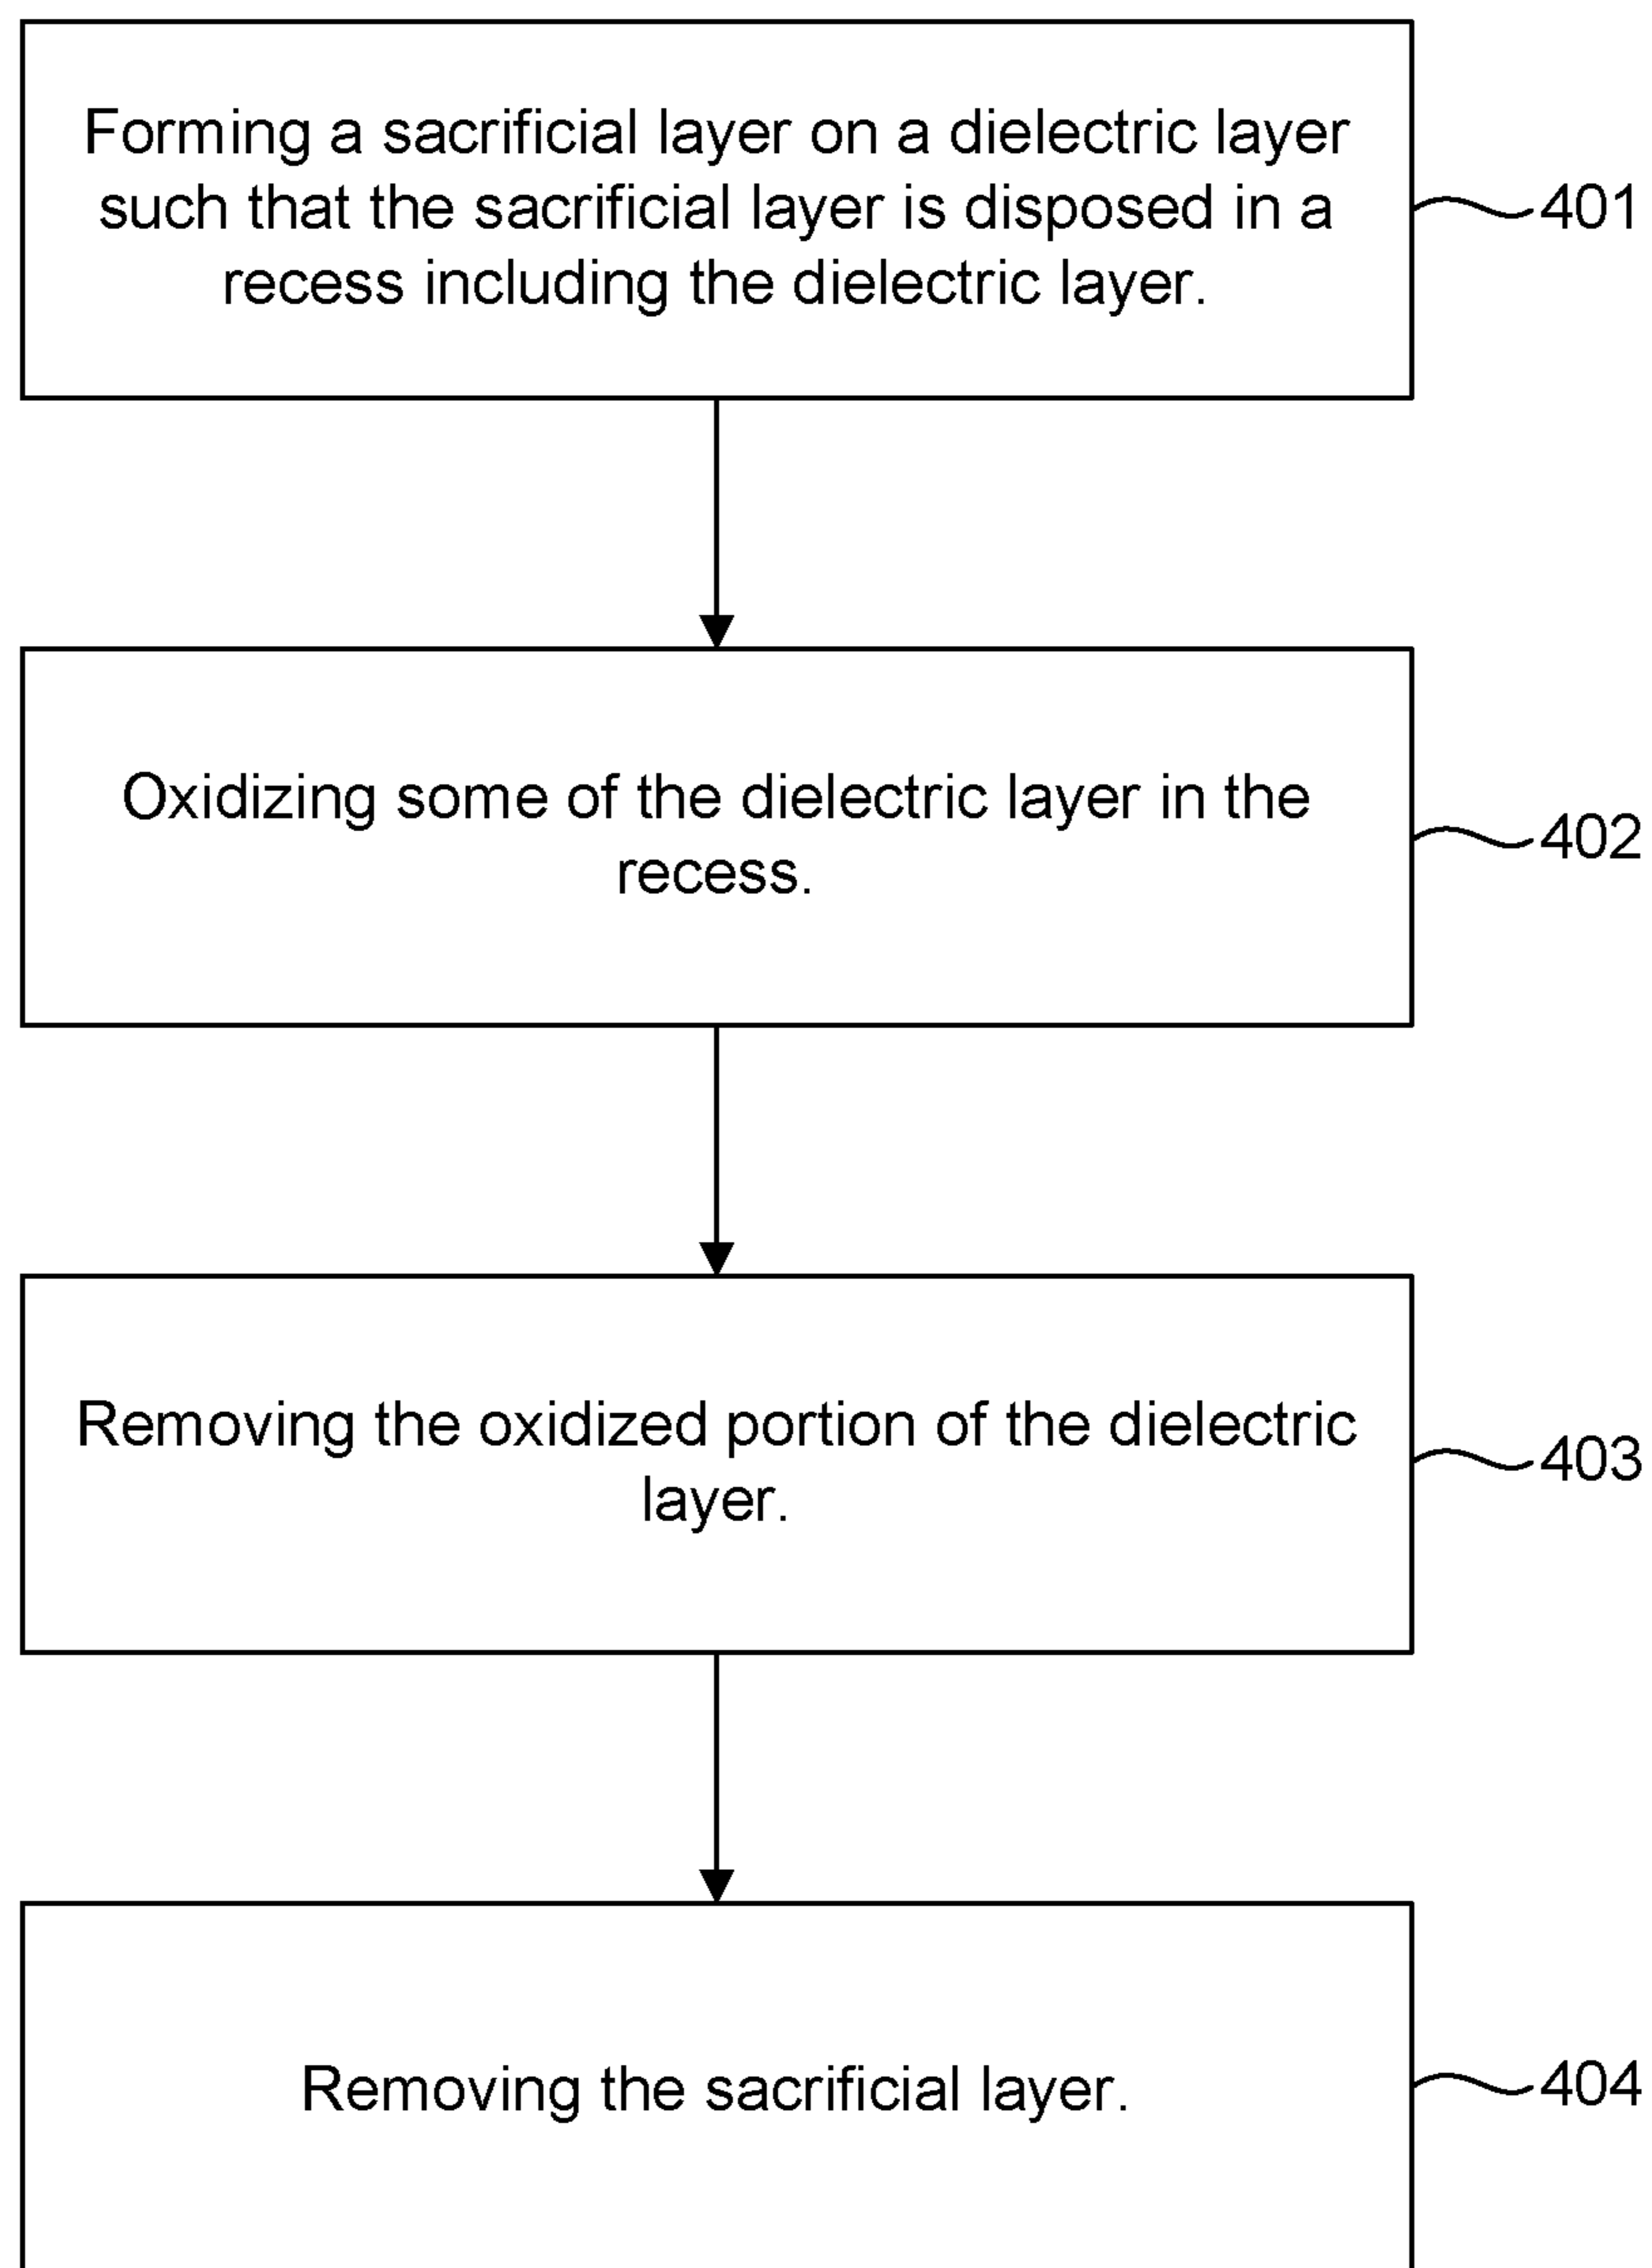 Forming a sacrificial layer on a dielectric layer
such that the sacrificial layer is disposed in a
recess including the dielectric layer.
401
Oxidizing some of the dielectric layer in the
recess.
402
Removing the oxidized portion of the dielectric
layer.
403
Removing the sacrificial layer.
404